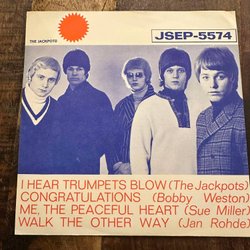 THE JACKPOTS
JSEP-5574
I HEAR TRUMPETS BLOW (The Jackpots)
CONGRATULATIONS (Bobby Weston)
ME, THE PEACEFUL HEART (Sue Miller)
WALK THE OTHER WAY (Jan Rohde)